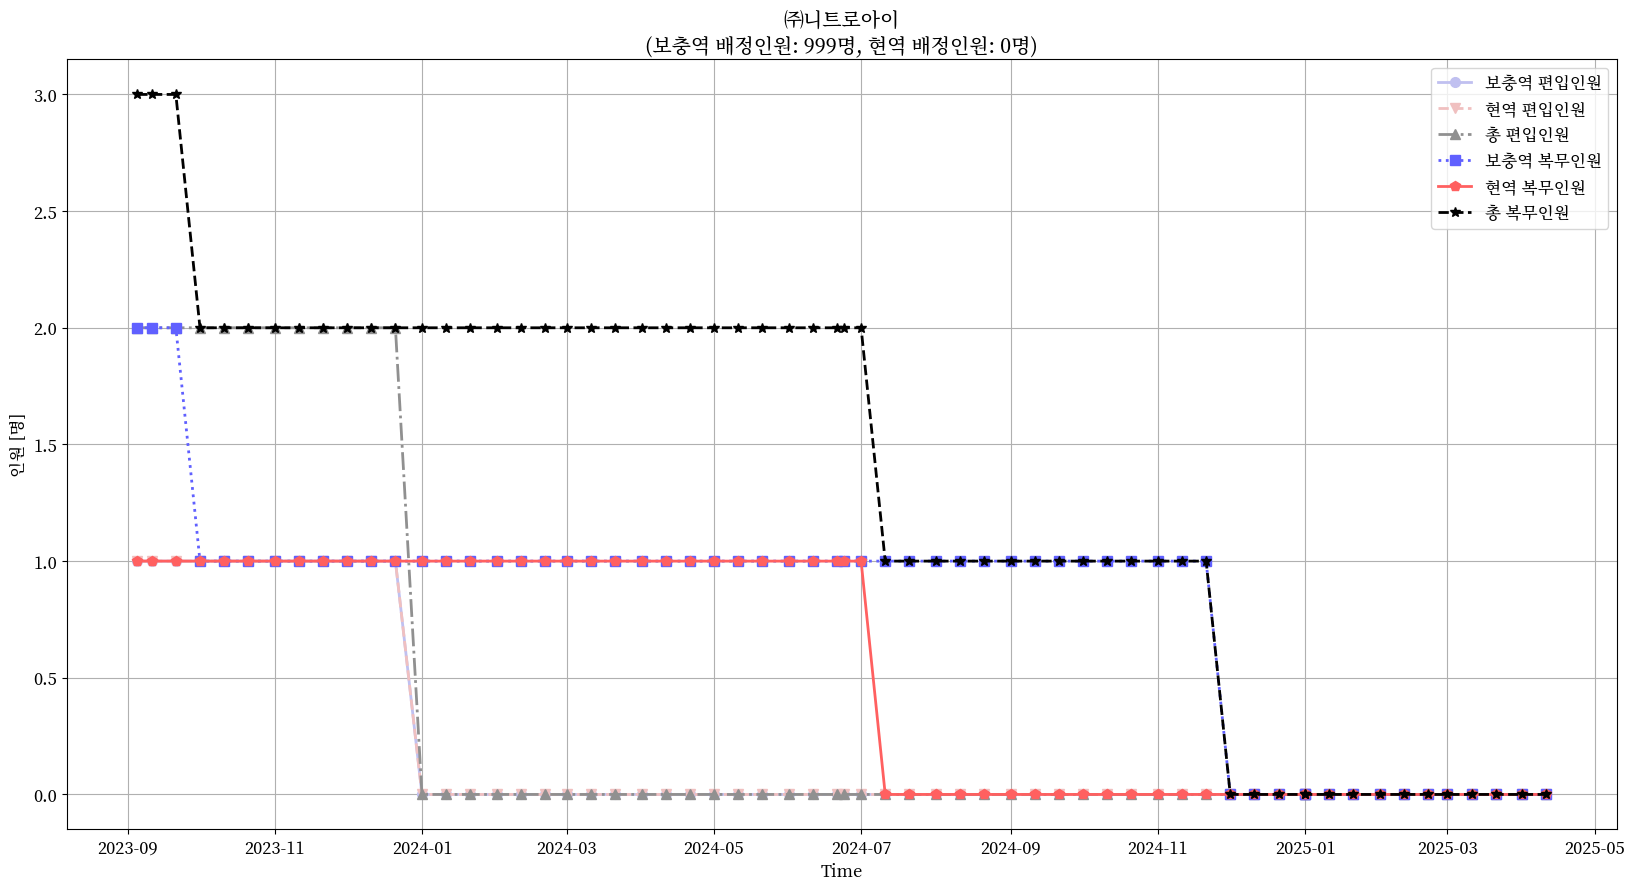 ㈜니트로아이
(보충역 배정인원: 999명, 현역 배정인원: 0명)
보충역 편입인원
현역 편입인원
총 편입인원
보충역 복무인원
현역 복무인원
총 복무인원
3.0
2.5
2.0
1.5
1.0
0.5
0.0
인원 [명]
2023-09
2023-11
2024-01
2024-03
2024-05
2024-07
2024-09
2024-11
2025-01
2025-03
2025-05
Time